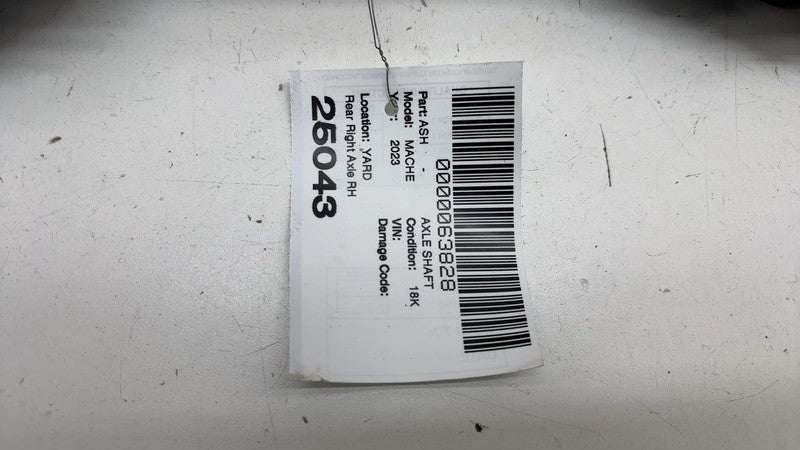 0000063828
Part: ASH - AXLE SHAFT
Model: MACHE Condition: 18K
Year: 2023 VIN:
Damage Code:
Location: YARD
Rear Right Axle RH
25043